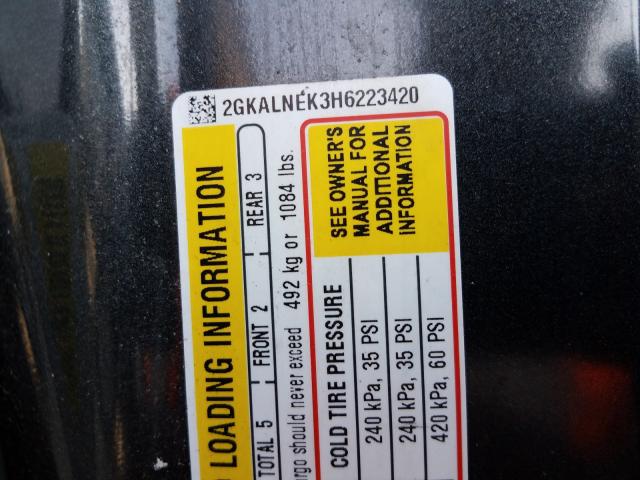 2GKALNEK3H6223420
LOADING INFORMATION
TOTAL 5 FRONT 2 REAR 3
should never exceed 492 kg or 1084 lbs.
SEE OWNER'S
MANUAL FOR
ADDITIONAL
INFORMATION
COLD TIRE PRESSURE
240 kPa, 35 PSI
240 kPa, 35 PSI
420 kPa, 60 PSI